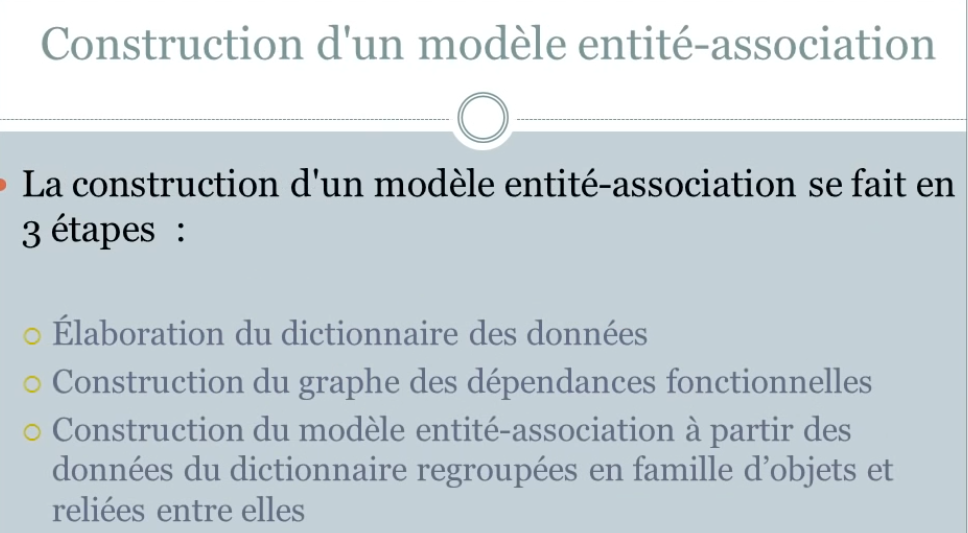 Construction d'un modèle entité-association
La construction d'un modèle entité-association se fait en
3 étapes :
Élaboration du dictionnaire des données
Construction du graphe des dépendances fonctionnelles
Construction du modèle entité-association à partir des
données du dictionnaire regroupées en famille d’objets et
reliées entre elles